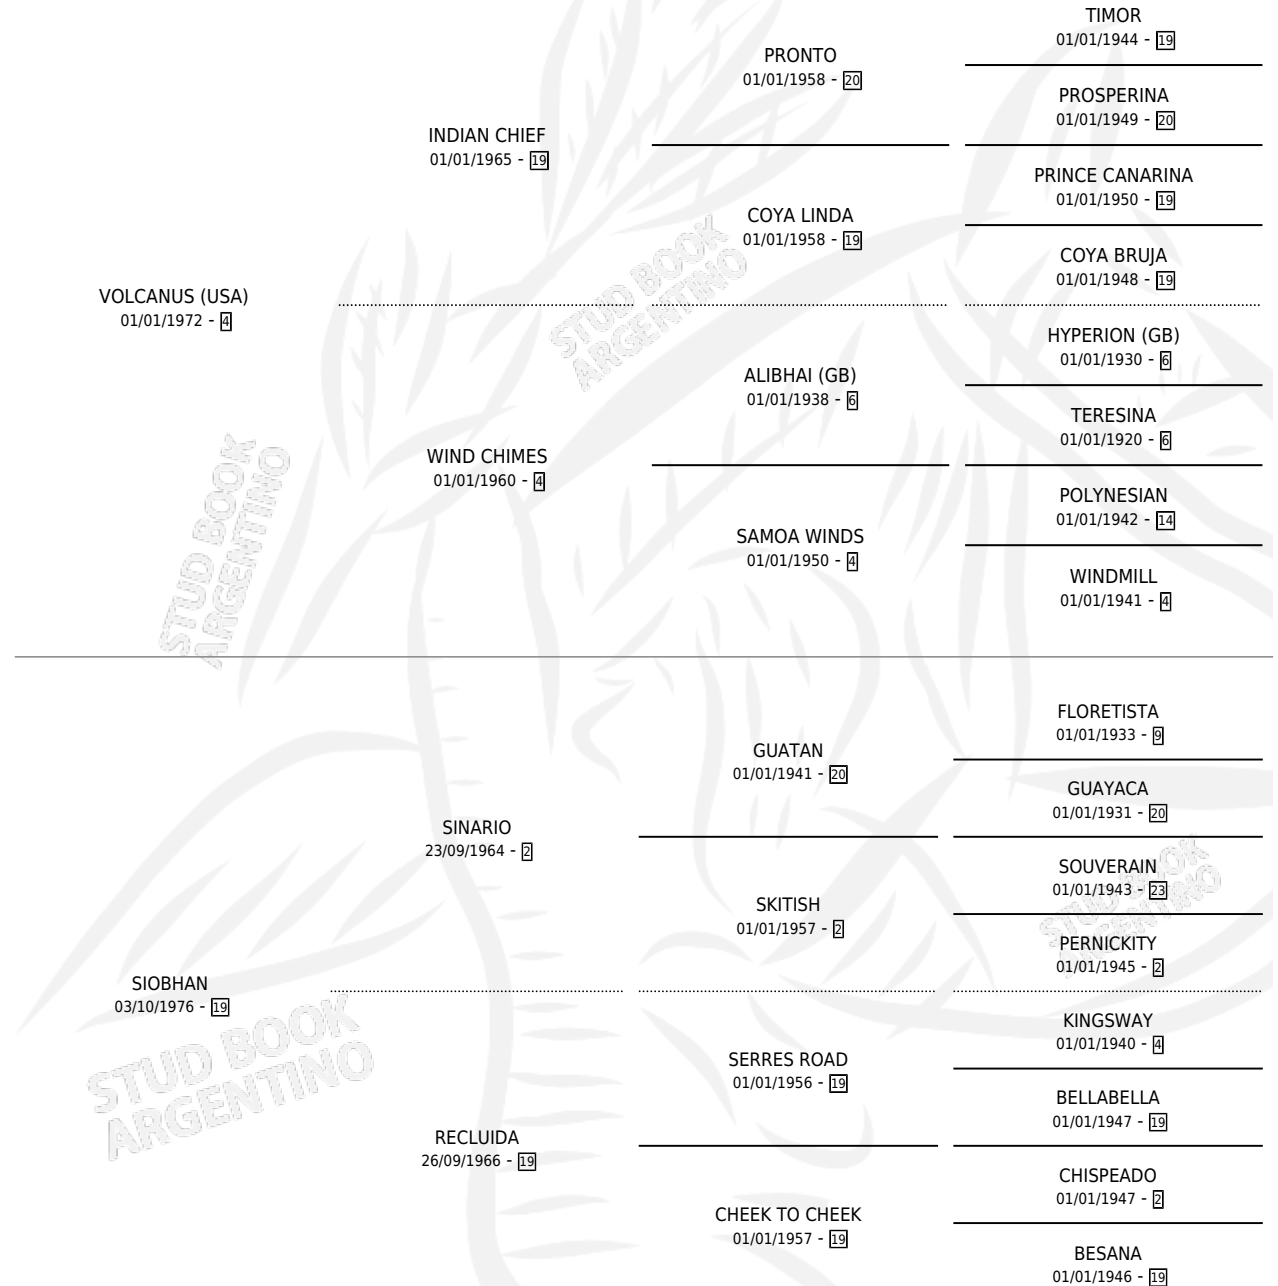 TIMOR
01/01/1944 - 19
PRONTO
01/01/1958 - 20
PROSPERINA
01/01/1949 - 20
INDIAN CHIEF
01/01/1965 - 19
PRINCE CANARINA
01/01/1950 - 19
COYA LINDA
01/01/1958 - 19
COYA BRUJA
01/01/1948 - 19
VOLCANUS (USA)
01/01/1972 - 4
HYPERION (GB)
01/01/1930 - 6
ALIBHAI (GB)
01/01/1938 - 6
TERESINA
01/01/1920 - 6
WIND CHIMES
01/01/1960 - 4
POLYNESIAN
01/01/1942 - 14
SAMOA WINDS
01/01/1950 - 4
WINDMILL
01/01/1941 - 4
STUD BOOK
ARGENTINO
STUD BOOK
ARGENTINO
FLORETISTA
01/01/1933 - 9
GUATAN
01/01/1941 - 20
GUAYACA
01/01/1931 - 20
SINARIO
23/09/1964 - 2
SOUVERAIN
01/01/1943 - 23
SKITISH
01/01/1957 - 2
PERNICKITY
01/01/1945 - 2
STUD BOOK
ARGENTINO
SIOBHAN
03/10/1976 - 19
KINGSWAY
01/01/1940 - 4
SERRES ROAD
01/01/1956 - 19
BELLABELLA
01/01/1947 - 19
STUD BOOK
ARGENTINO
RECLUIDA
26/09/1966 - 19
CHISPEADO
01/01/1947 - 2
CHEEK TO CHEEK
01/01/1957 - 19
BESANA
01/01/1946 - 19